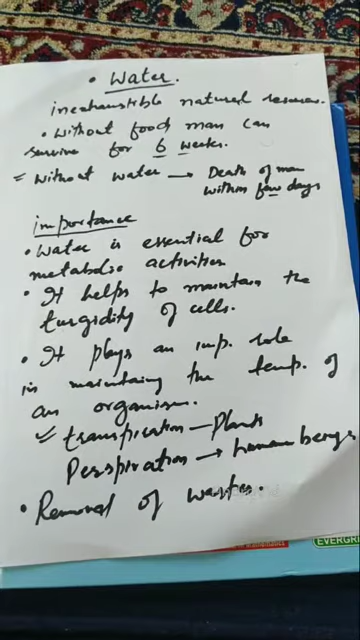 • Water.
inexhaustible natural resource.
• Without food man can
survive for 6 weeks.
= Without water → Death of man
within few days
importance
• Water is essential for
metabolic activities
• It helps to maintain the
turgidity of cells.
• It plays an imp. role
in maintaing the temp. of
an organism.
transpiration - Plants
Perspiration → human beings
• Removal of wastes.
EVERGRE